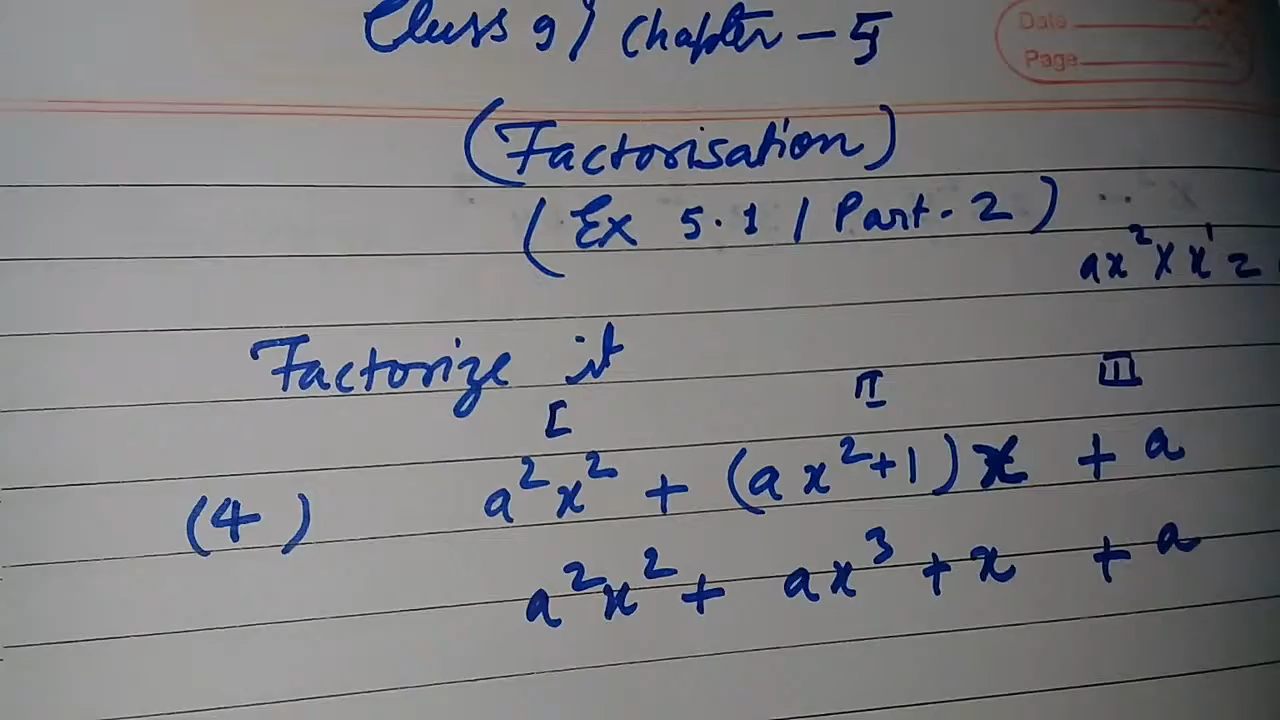 Class 9 / Chapter - 5
Date
Page
(Factorisation)
(Ex 5.1 / Part-2)
ax² × x¹ =
Factorize it
I II III
(4) a²x² + (ax²+1)x + a
a²x² + ax³ + x + a